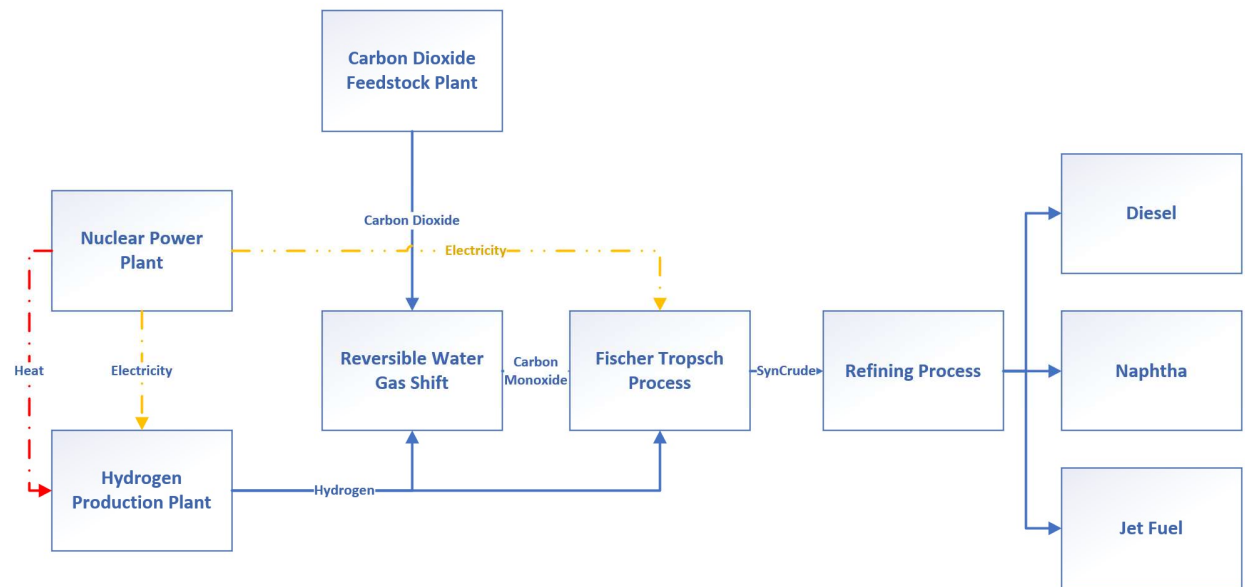 Carbon Dioxide
Feedstock Plant
Diesel
Carbon Dioxide
Nuclear Power
Plant
Electricity
Reversible Water
Gas Shift
Carbon
Monoxide
Fischer Tropsch
Process
SynCrude
Refining Process
Naphtha
Heat
Electricity
Hydrogen
Production Plant
Hydrogen
Jet Fuel